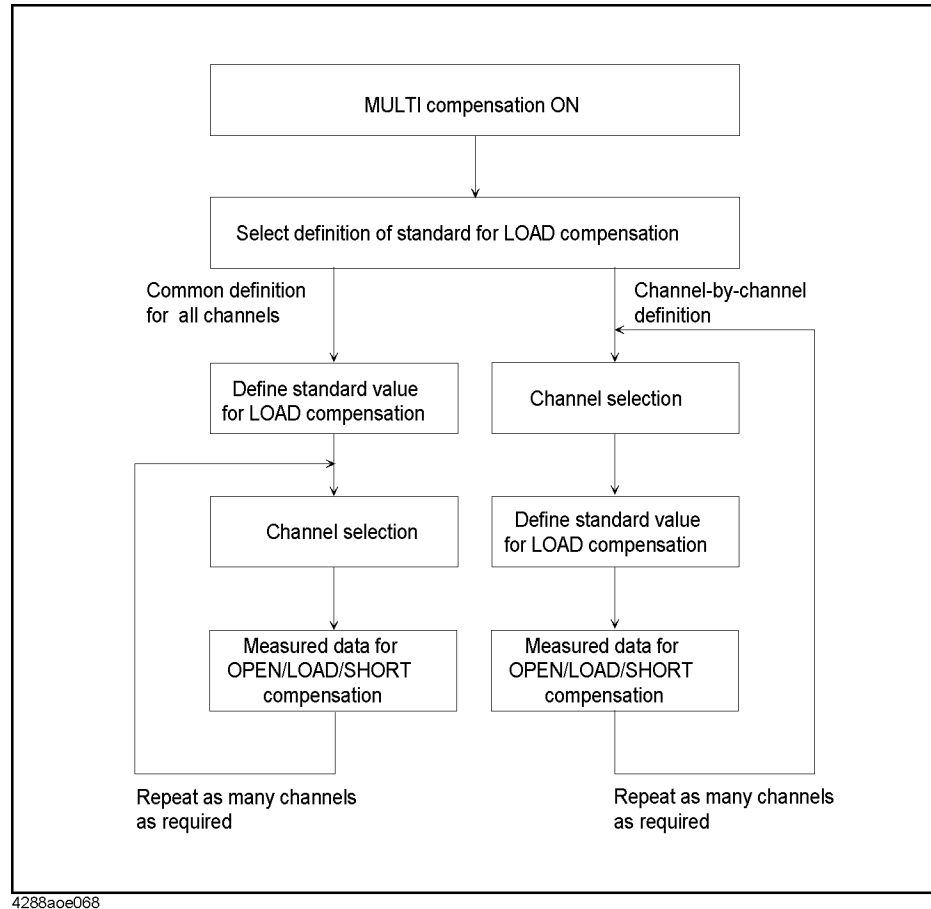 MULTI compensation ON
Select definition of standard for LOAD compensation
Common definition
for all channels
Channel-by-channel
definition
Define standard value
for LOAD compensation
Channel selection
Channel selection
Define standard value
for LOAD compensation
Measured data for
OPEN/LOAD/SHORT
compensation
Measured data for
OPEN/LOAD/SHORT
compensation
Repeat as many channels
as required
Repeat as many channels
as required
4288aoe068